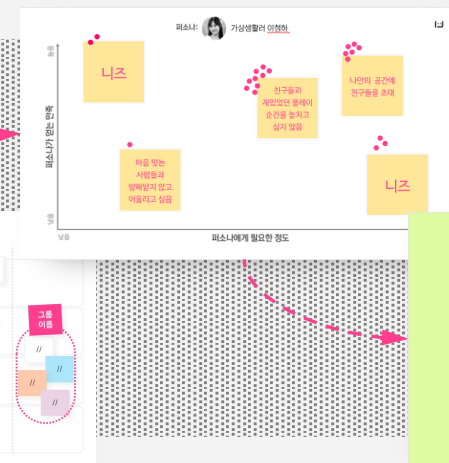 퍼소나:
가상생활러 이청하
높음
니즈
친구들과
재밌었던 플레이
순간을 놓치고
싶지 않음
나만의 공간에
친구들을 초대
퍼소나가 얻는 만족
마음 맞는
사람들과
방해받지 않고
어울리고 싶음
니즈
낮음
낮음
퍼소나에게 필요한 정도
그룹
이름
//
//
//
//